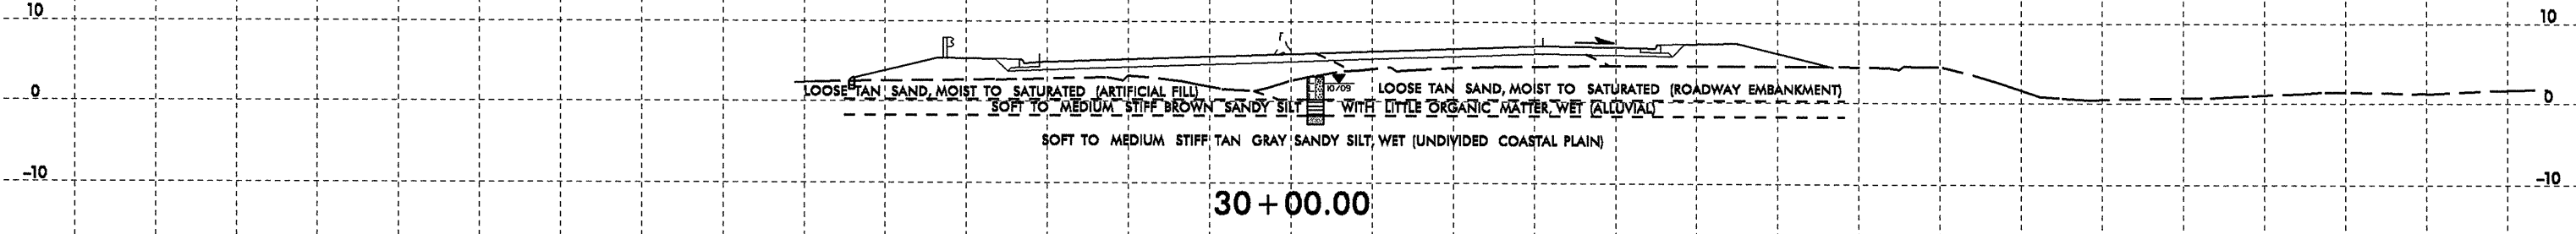 10 10
r
LOOSE TAN SAND, MOIST TO SATURATED (ARTIFICIAL FILL) 10/09 LOOSE TAN SAND, MOIST TO SATURATED (ROADWAY EMBANKMENT)
0 0
SOFT TO MEDIUM STIFF BROWN SANDY SILT WITH LITTLE ORGANIC MATTER, WET (ALLUVIAL)
SOFT TO MEDIUM STIFF TAN GRAY SANDY SILT, WET (UNDIVIDED COASTAL PLAIN)
-10 -10
30+00.00